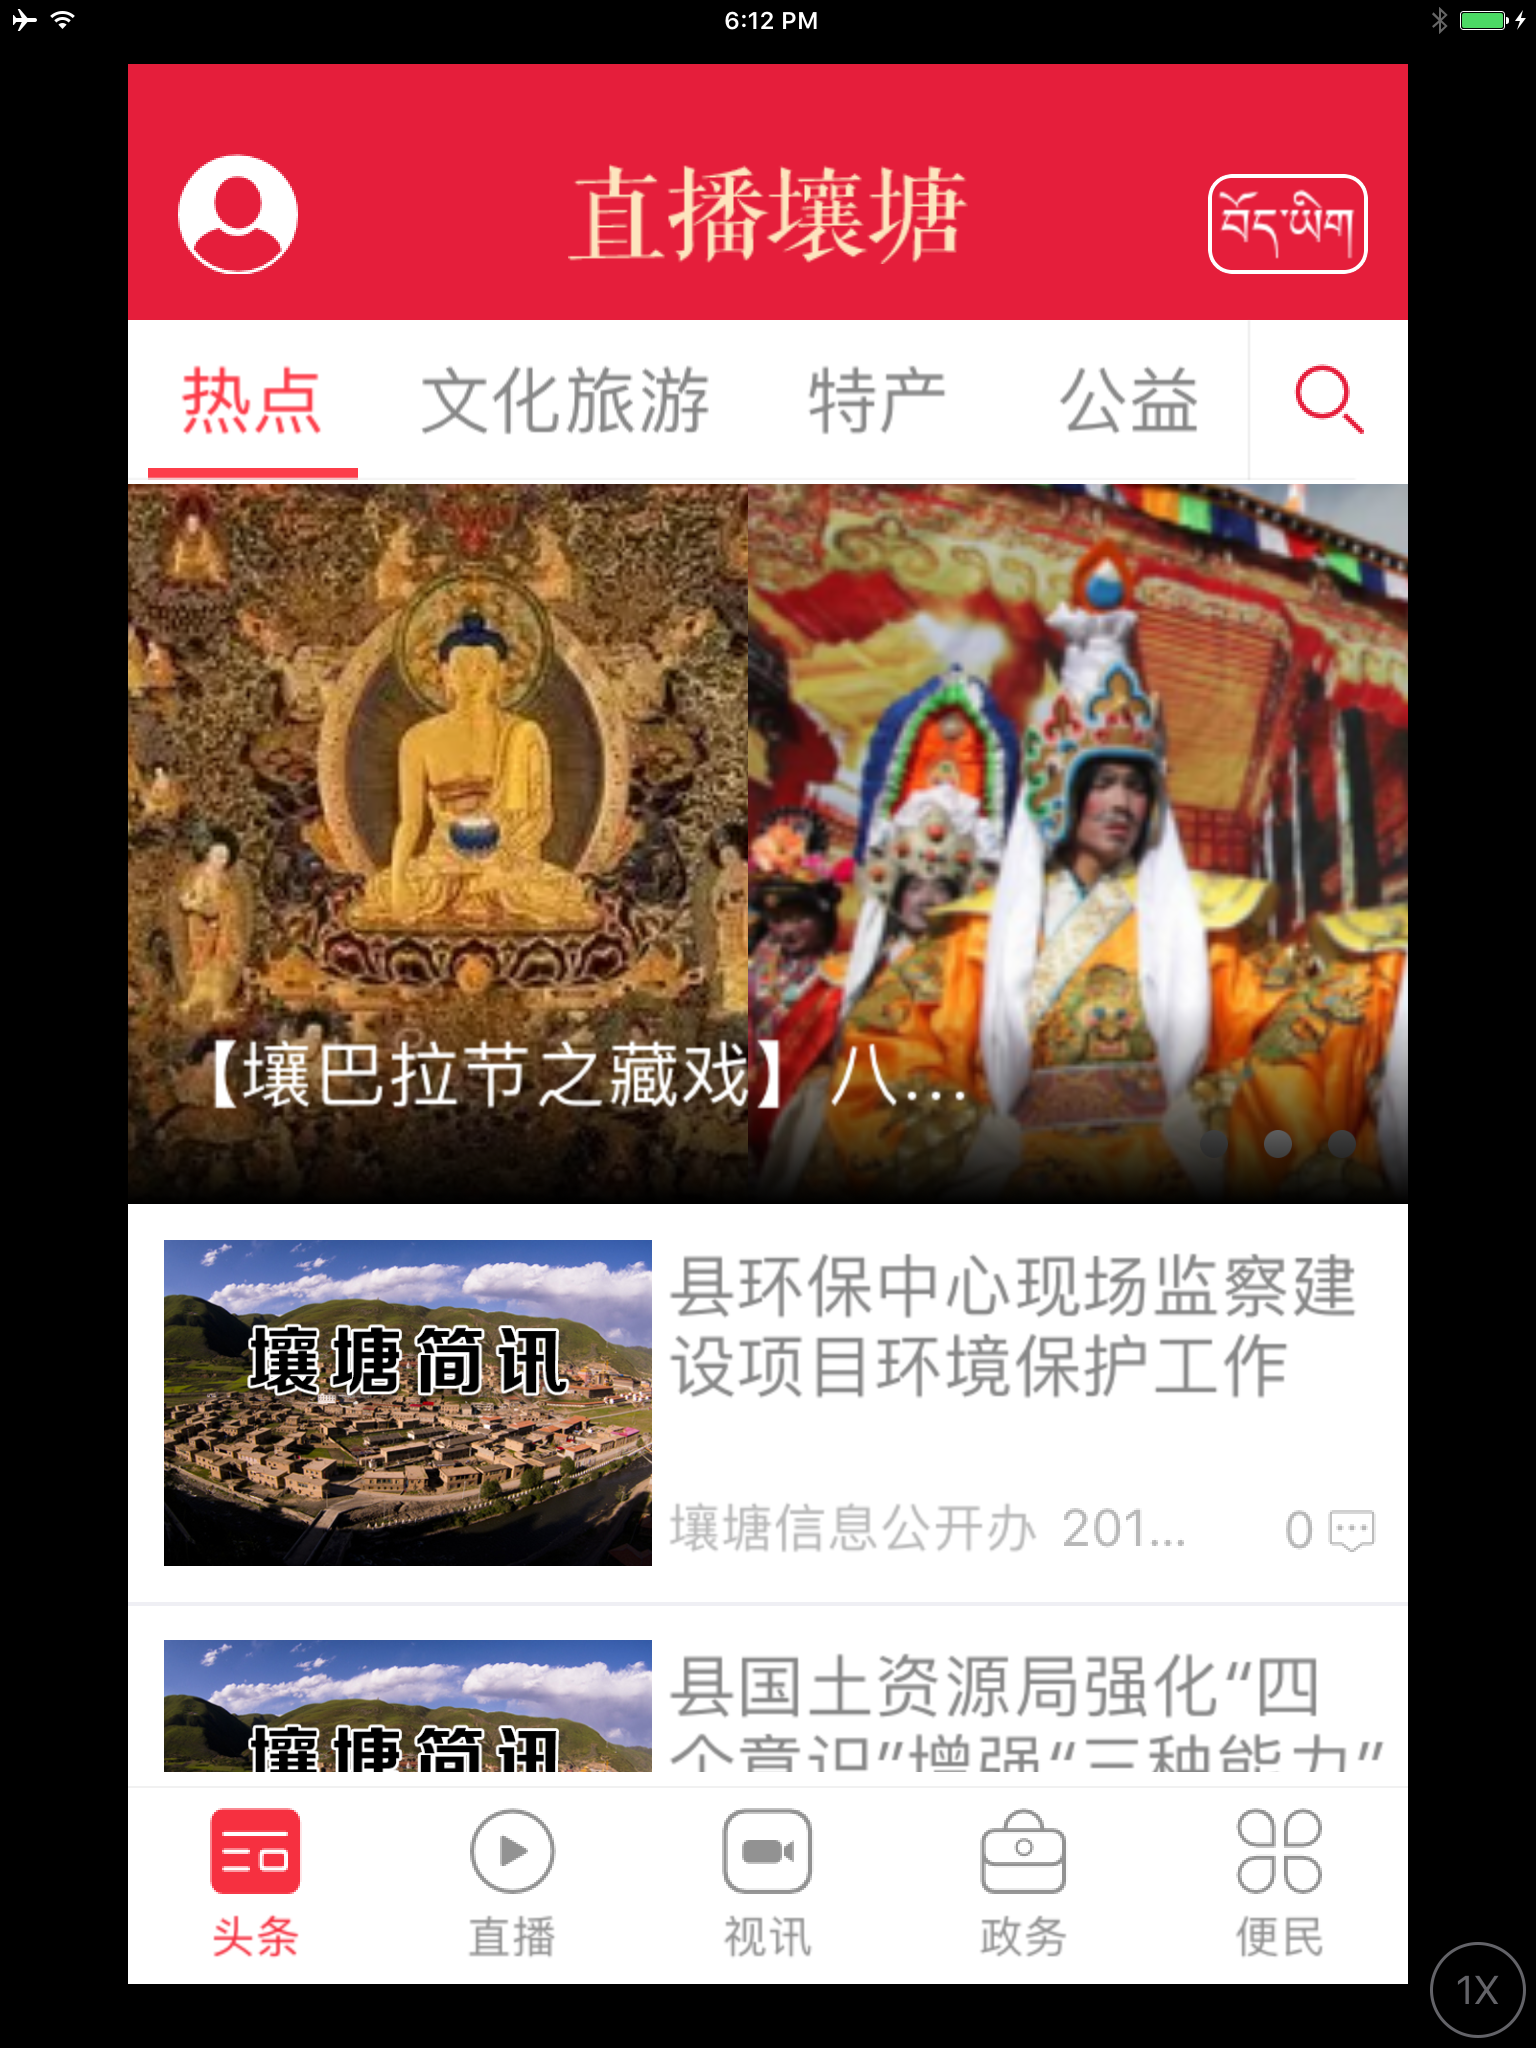 6:12 PM
直播壤塘
བོད་ཡིག
热点 文化旅游 特产 公益
【壤巴拉节之藏戏】八...
壤塘简讯
县环保中心现场监察建
设项目环境保护工作
壤塘信息公开办 201... 0
壤塘简讯
县国土资源局强化“四
个意识”增强“三种能力”
头条 直播 视讯 政务 便民
1X